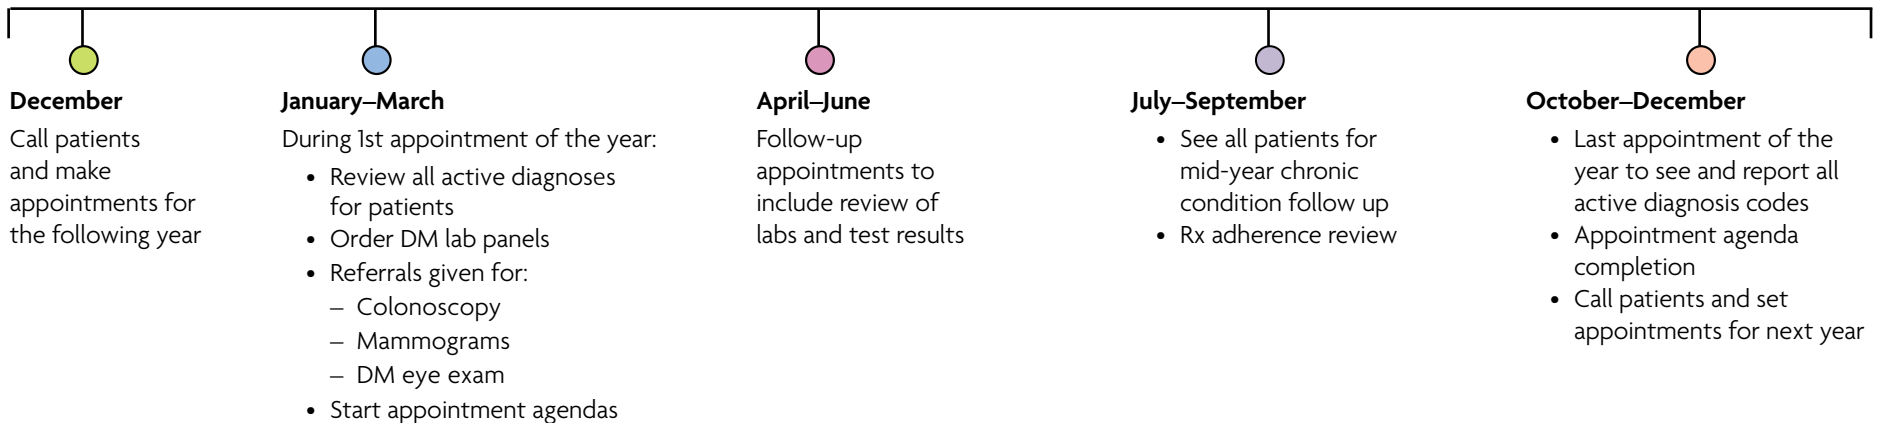 December
Call patients
and make
appointments for
the following year
January–March
During 1st appointment of the year:
• Review all active diagnoses
for patients
• Order DM lab panels
• Referrals given for:
– Colonoscopy
– Mammograms
– DM eye exam
• Start appointment agendas
April–June
Follow-up
appointments to
include review of
labs and test results
July–September
• See all patients for
mid-year chronic
condition follow up
• Rx adherence review
October–December
• Last appointment of the
year to see and report all
active diagnosis codes
• Appointment agenda
completion
• Call patients and set
appointments for next year